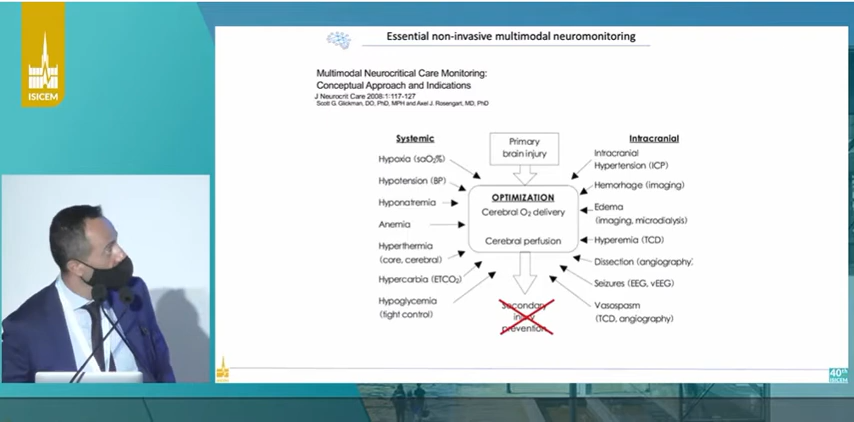 ISICEM
Essential non-invasive multimodal neuromonitoring
Multimodal Neurocritical Care Monitoring:
Conceptual Approach and Indications
J Neurocrit Care 2008;1:117-127
Scott G. Glickman, DO, PhD, MPH and Axel J. Rosengart, MD, PhD
Systemic
Hypoxia (saO₂%)
Hypotension (BP)
Hyponatremia
Anemia
Hyperthermia
(core, cerebral)
Hypercarbia (ETCO₂)
Hypoglycemia
(tight control)
Primary
brain injury
OPTIMIZATION
Cerebral O₂ delivery
Cerebral perfusion
Secondary
injury
prevention
Intracranial
Intracranial
Hypertension (ICP)
Hemorrhage (imaging)
Edema
(imaging, microdialysis)
Hyperemia (TCD)
Dissection (angiography)
Seizures (EEG, vEEG)
Vasospasm
(TCD, angiography)
40th
ISICEM